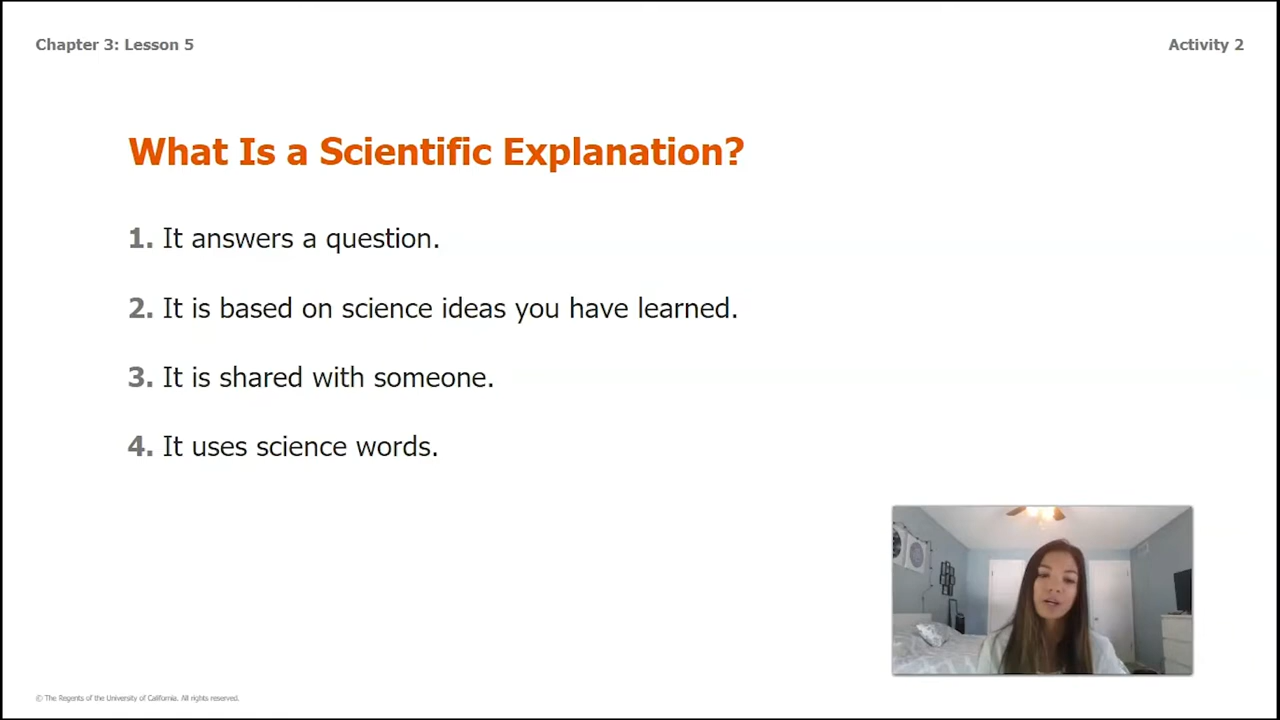 Chapter 3: Lesson 5
Activity 2
What Is a Scientific Explanation?
1. It answers a question.
2. It is based on science ideas you have learned.
3. It is shared with someone.
4. It uses science words.
© The Regents of the University of California. All rights reserved.